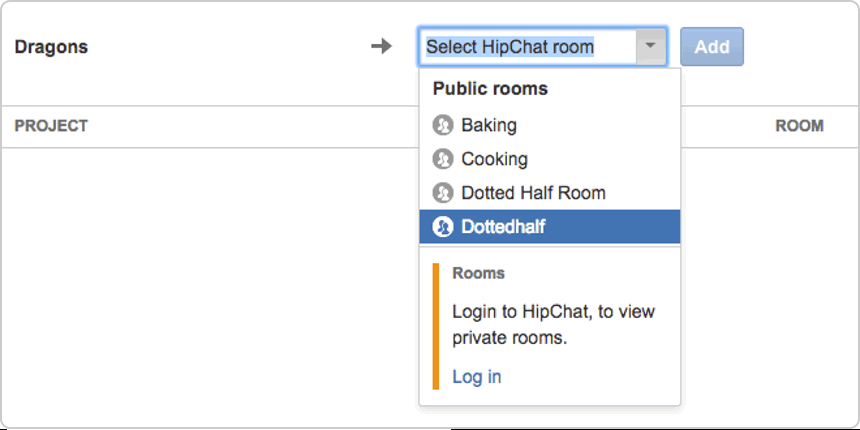 Dragons
Select HipChat room
Add
PROJECT
ROOM
Public rooms
Baking
Cooking
Dotted Half Room
Dottedhalf
Rooms
Login to HipChat, to view
private rooms.
Log in